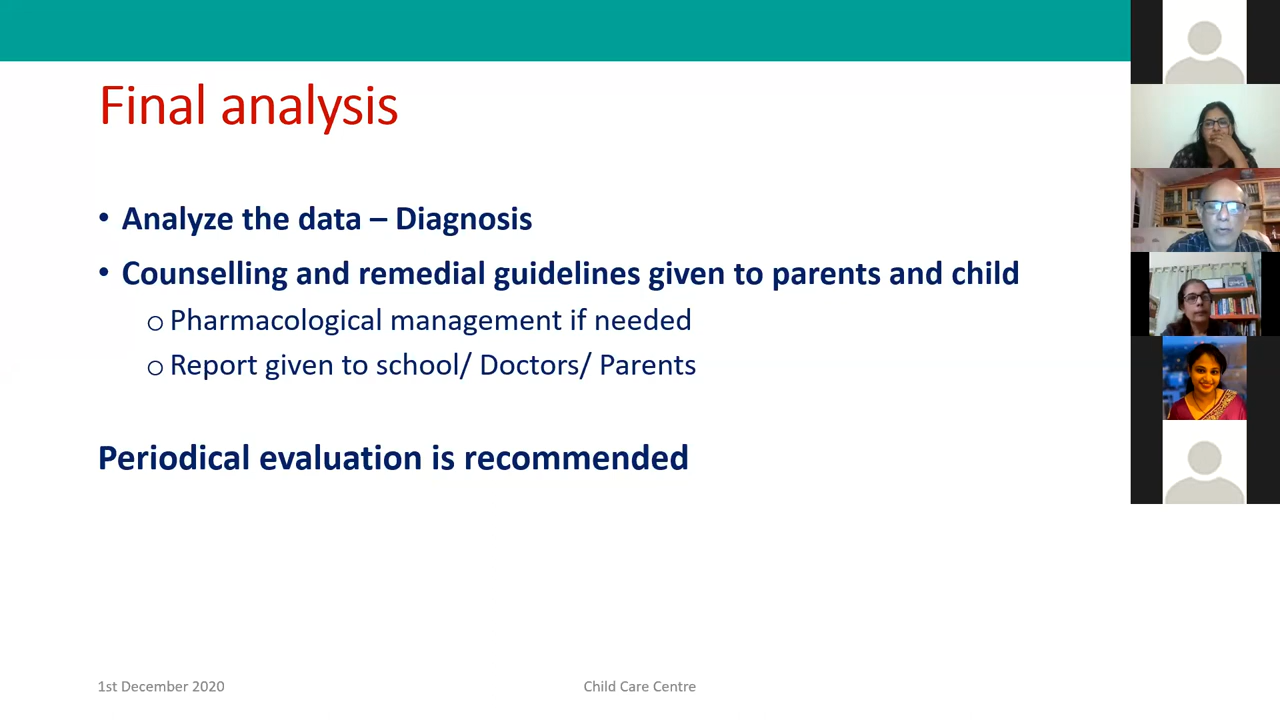 Final analysis
• Analyze the data – Diagnosis
• Counselling and remedial guidelines given to parents and child
o Pharmacological management if needed
o Report given to school/ Doctors/ Parents
Periodical evaluation is recommended
1st December 2020
Child Care Centre